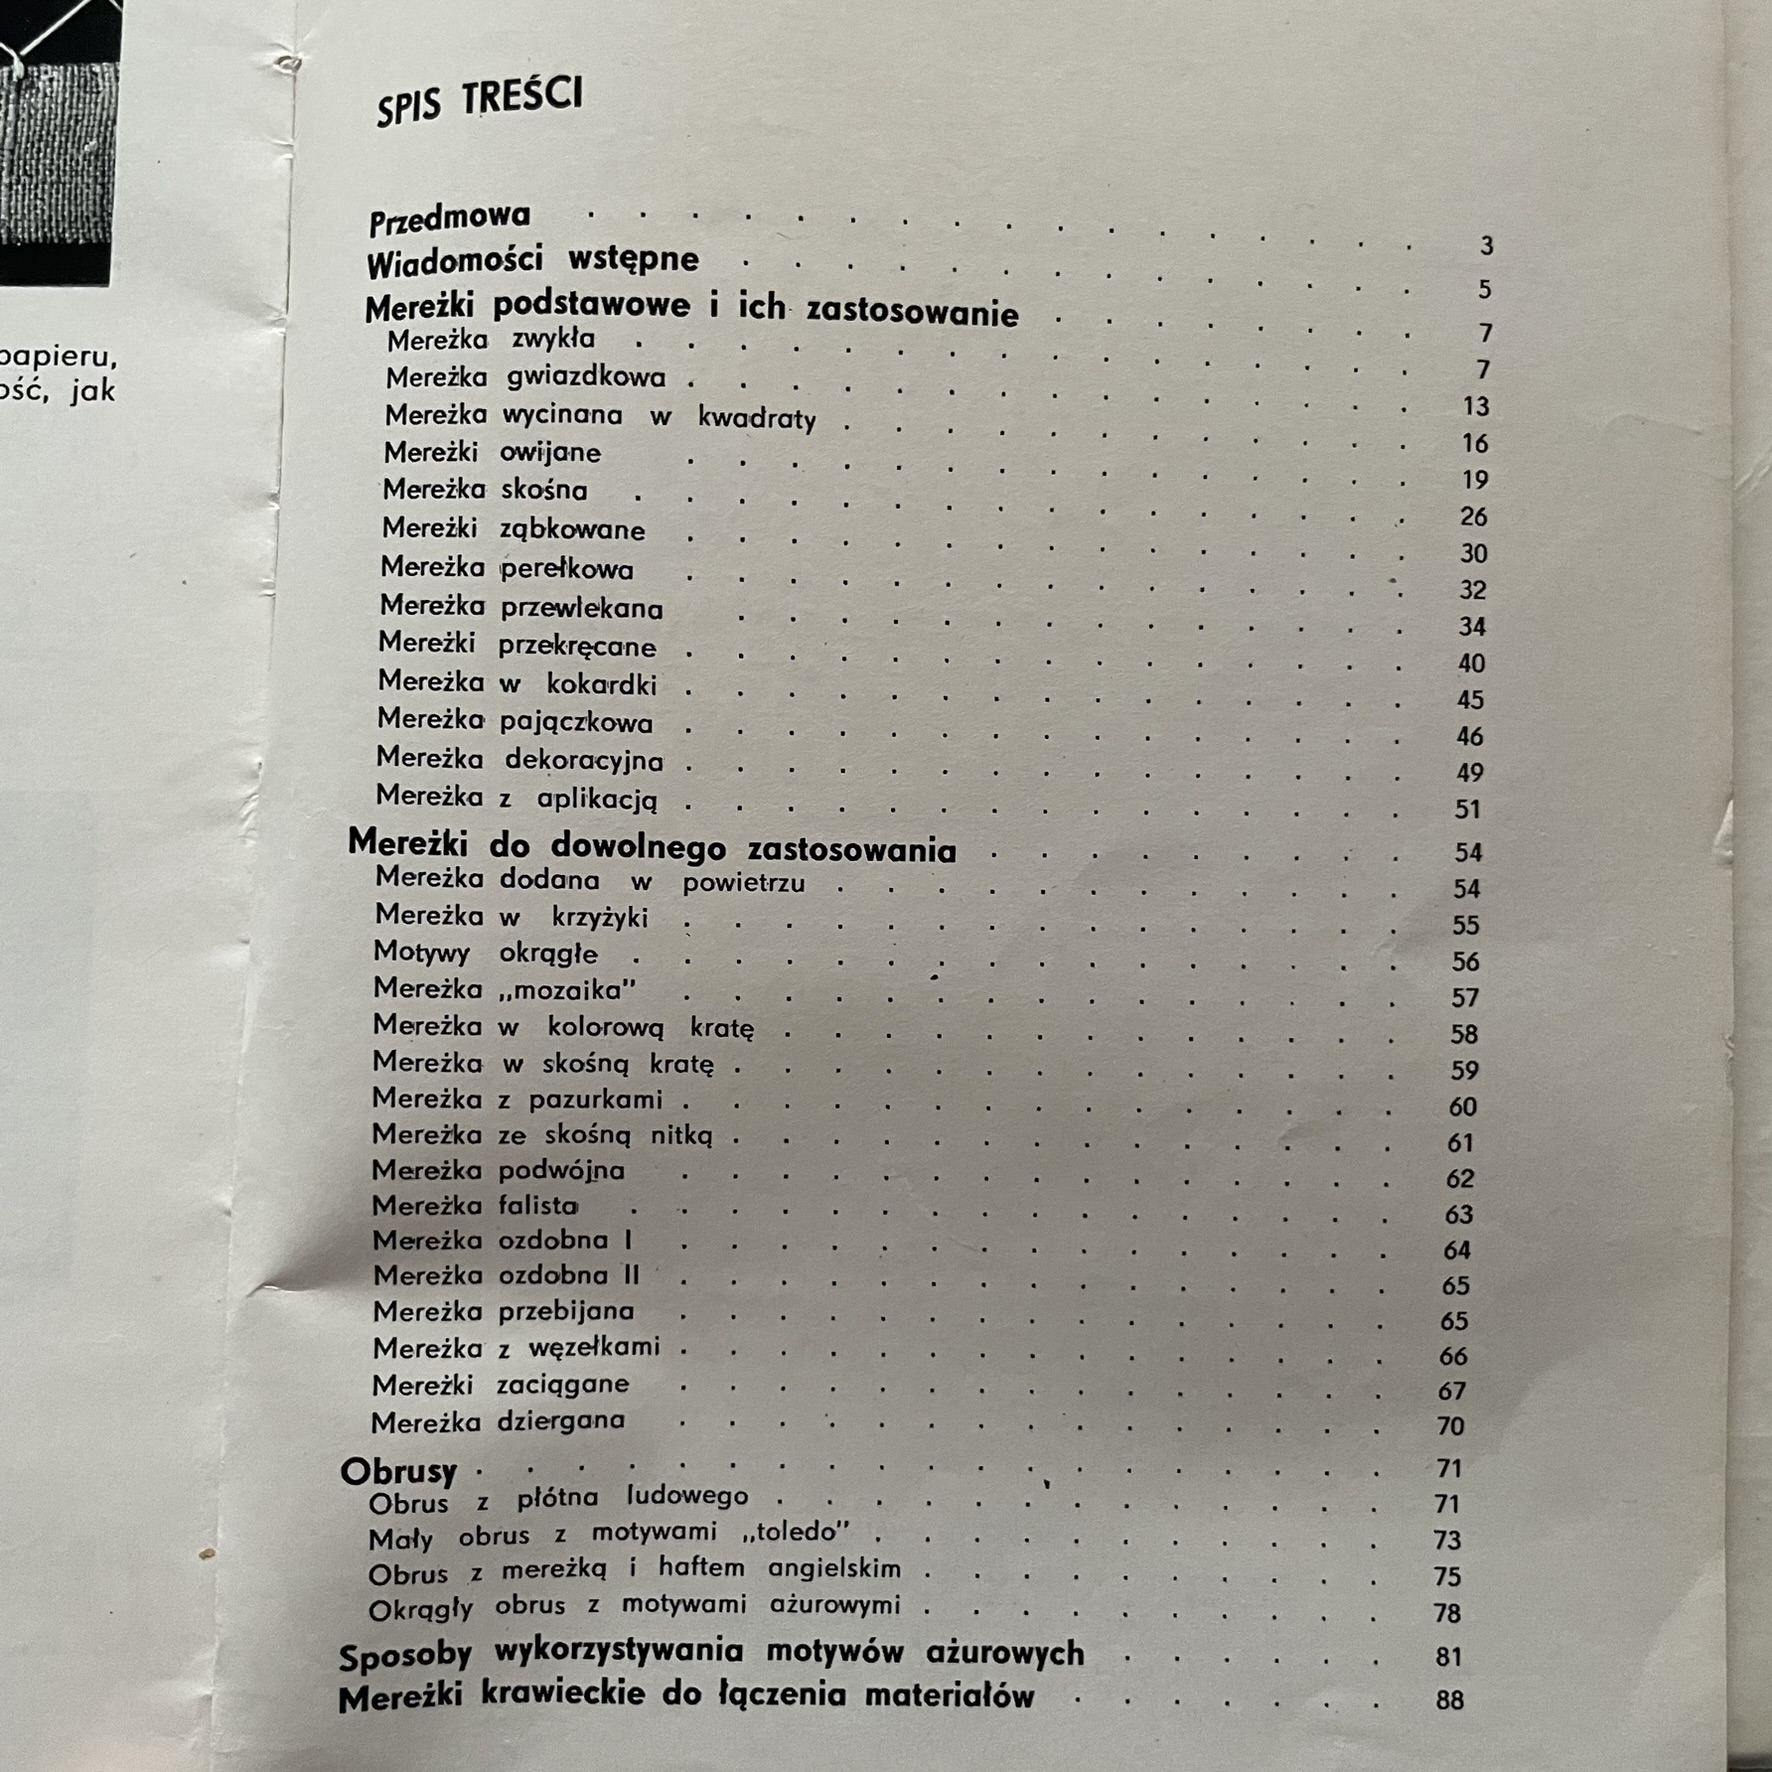 papieru,
jak
SPIS TREŚCI
Przedmowa . . . . . . . . . . . . . . . . . 3
Wiadomości wstępne . . . . . . . . . . . . . . 5
Mereżki podstawowe i ich zastosowanie . . . . . . . . 7
Mereżka zwykła . . . . . . . . . . . . . . . . 7
Mereżka gwiazdkowa . . . . . . . . . . . . . . . 13
Mereżka wycinana w kwadraty . . . . . . . . . . . . 16
Mereżki owijane . . . . . . . . . . . . . . . 19
Mereżka skośna . . . . . . . . . . . . . . . . 26
Mereżki ząbkowane . . . . . . . . . . . . . . . 30
Mereżka perełkowa . . . . . . . . . . . . . . . 32
Mereżka przewlekana . . . . . . . . . . . . . . 34
Mereżki przekręcane . . . . . . . . . . . . . . . 40
Mereżka w kokardki . . . . . . . . . . . . . . . 45
Mereżka pajączkowa . . . . . . . . . . . . . . . 46
Mereżka dekoracyjna . . . . . . . . . . . . . . . 49
Mereżka z aplikacją . . . . . . . . . . . . . . . 51
Mereżki do dowolnego zastosowania . . . . . . . . . 54
Mereżka dodana w powietrzu . . . . . . . . . . . . 54
Mereżka w krzyżyki . . . . . . . . . . . . . . . 55
Motywy okrągłe . . . . . . . . . . . . . . . . 56
Mereżka „mozaika” . . . . . . . . . . . . . . . 57
Mereżka w kolorową kratę . . . . . . . . . . . . . 58
Mereżka w skośną kratę . . . . . . . . . . . . . . 59
Mereżka z pazurkami . . . . . . . . . . . . . . . 60
Mereżka ze skośną nitką . . . . . . . . . . . . . . 61
Mereżka podwójna . . . . . . . . . . . . . . . 62
Mereżka falista . . . . . . . . . . . . . . . . 63
Mereżka ozdobna I . . . . . . . . . . . . . . . 64
Mereżka ozdobna II . . . . . . . . . . . . . . . 65
Mereżka przebijana . . . . . . . . . . . . . . . 65
Mereżka z węzełkami . . . . . . . . . . . . . . . 66
Mereżki zaciągane . . . . . . . . . . . . . . . 67
Mereżka dziergana . . . . . . . . . . . . . . . 70
Obrusy . . . . . . . . . . . . . . . . . . . 71
Obrus z płótna ludowego . . . . . . . . . . . . . 71
Mały obrus z motywami „toledo” . . . . . . . . . . . 73
Obrus z mereżką i haftem angielskim . . . . . . . . . . 75
Okrągły obrus z motywami ażurowymi . . . . . . . . . . 78
Sposoby wykorzystywania motywów ażurowych . . . . . . 81
Mereżki krawieckie do łączenia materiałów . . . . . . . 88